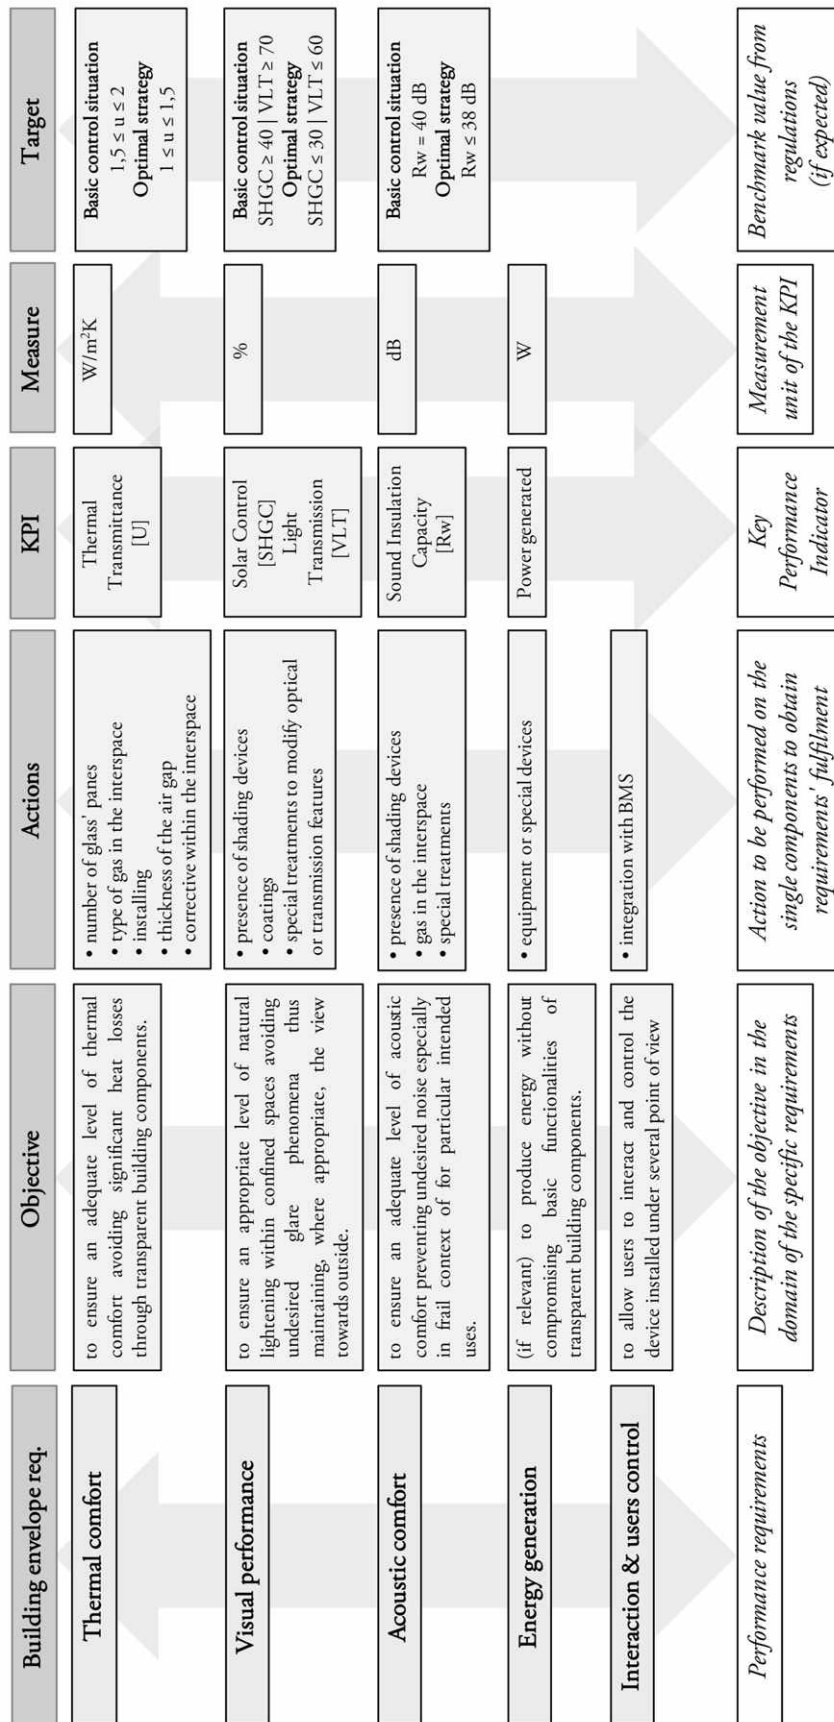 Building envelope req.
Objective
Actions
KPI
Measure
Target
Thermal comfort
to ensure an adequate level of thermal
comfort avoiding significant heat losses
through transparent building components.
• number of glass' panes
• type of gas in the interspace
• installing
• thickness of the air gap
• corrective within the interspace
Thermal
Transmittance
[U]
W/m²K
Basic control situation
1,5 ≤ u ≤ 2
Optimal strategy
1 ≤ u ≤ 1,5
Visual performance
to ensure an appropriate level of natural
lightening within confined spaces avoiding
undesired glare phenomena thus
maintaining, where appropriate, the view
towards outside.
• presence of shading devices
• coatings
• special treatments to modify optical
or transmission features
Solar Control
[SHGC]
Light
Transmission
[VLT]
%
Basic control situation
SHGC ≥ 40 | VLT ≥ 70
Optimal strategy
SHGC ≤ 30 | VLT ≤ 60
Acoustic comfort
to ensure an adequate level of acoustic
comfort preventing undesired noise especially
in frail context of for particular intended
uses.
• presence of shading devices
• gas in the interspace
• special treatments
Sound Insulation
Capacity
[Rw]
dB
Basic control situation
Rw = 40 dB
Optimal strategy
Rw ≤ 38 dB
Energy generation
(if relevant) to produce energy without
compromising basic functionalities of
transparent building components.
• equipment or special devices
Power generated
W
Interaction & users control
to allow users to interact and control the
device installed under several point of view
• integration with BMS
Performance requirements
Description of the objective in the
domain of the specific requirements
Action to be performed on the
single components to obtain
requirements' fulfilment
Key
Performance
Indicator
Measurement
unit of the KPI
Benchmark value from
regulations
(if expected)